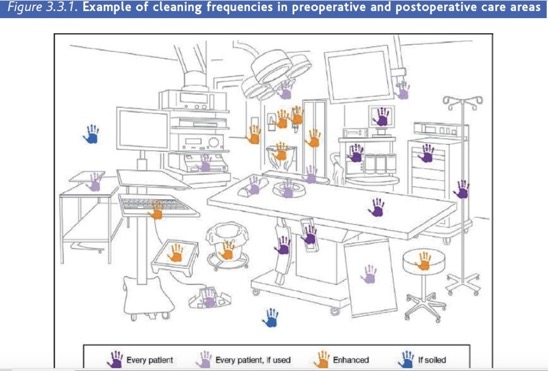 Figure 3.3.1. Example of cleaning frequencies in preoperative and postoperative care areas
Every patient
Every patient, if used
Enhanced
If soiled